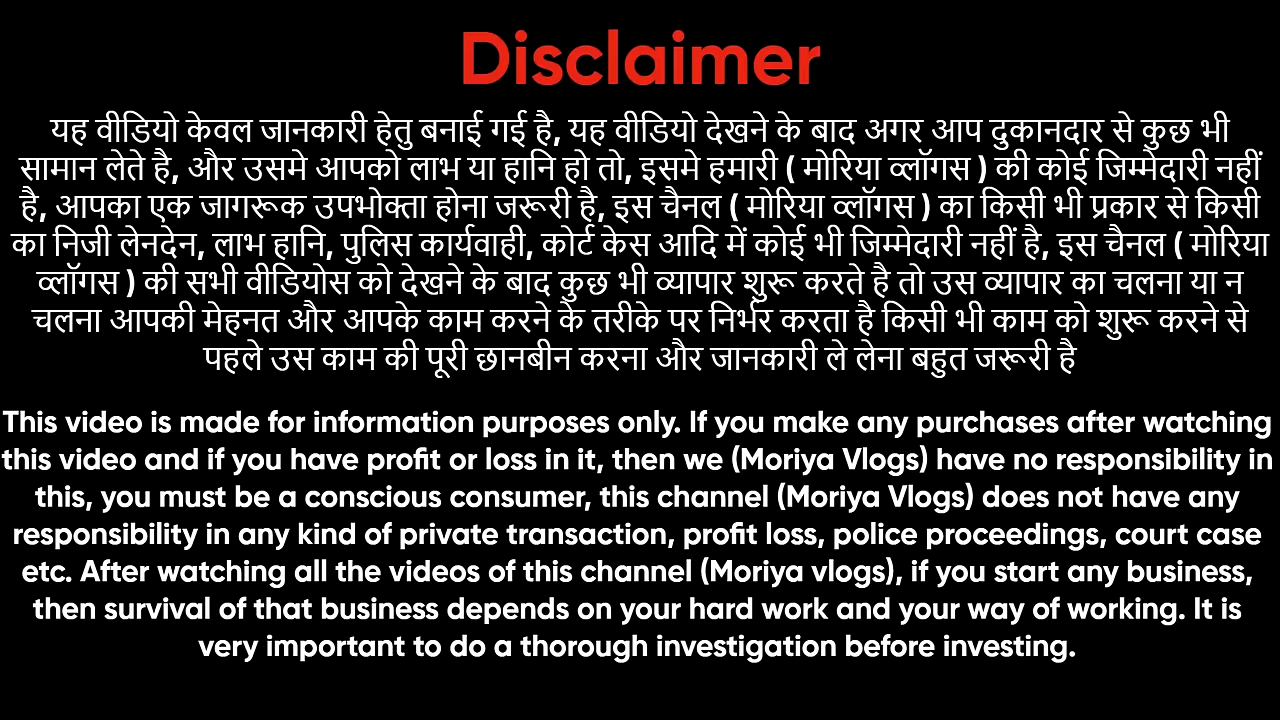 Disclaimer
यह वीडियो केवल जानकारी हेतु बनाई गई है, यह वीडियो देखने के बाद अगर आप दुकानदार से कुछ भी
सामान लेते है, और उसमे आपको लाभ या हानि हो तो, इसमे हमारी ( मोरिया व्लॉगस ) की कोई जिम्मेदारी नहीं
है, आपका एक जागरूक उपभोक्ता होना जरूरी है, इस चैनल ( मोरिया व्लॉगस ) का किसी भी प्रकार से किसी
का निजी लेनदेन, लाभ हानि, पुलिस कार्यवाही, कोर्ट केस आदि में कोई भी जिम्मेदारी नहीं है, इस चैनल ( मोरिया
व्लॉगस ) की सभी वीडियोस को देखने के बाद कुछ भी व्यापार शुरू करते है तो उस व्यापार का चलना या न
चलना आपकी मेहनत और आपके काम करने के तरीके पर निर्भर करता है किसी भी काम को शुरू करने से
पहले उस काम की पूरी छानबीन करना और जानकारी ले लेना बहुत जरूरी है
This video is made for information purposes only. If you make any purchases after watching
this video and if you have profit or loss in it, then we (Moriya Vlogs) have no responsibility in
this, you must be a conscious consumer, this channel (Moriya Vlogs) does not have any
responsibility in any kind of private transaction, profit loss, police proceedings, court case
etc. After watching all the videos of this channel (Moriya vlogs), if you start any business,
then survival of that business depends on your hard work and your way of working. It is
very important to do a thorough investigation before investing.